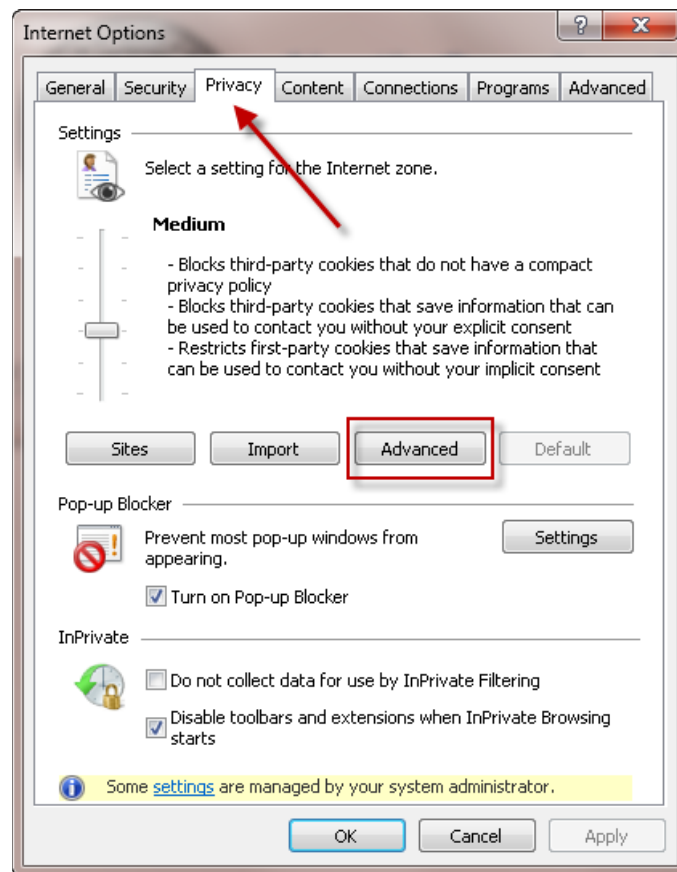 Internet Options
General Security Privacy Content Connections Programs Advanced
Settings
Select a setting for the Internet zone.
Medium
- Blocks third-party cookies that do not have a compact
privacy policy
- Blocks third-party cookies that save information that can
be used to contact you without your explicit consent
- Restricts first-party cookies that save information that
can be used to contact you without your implicit consent
Sites Import Advanced Default
Pop-up Blocker
Prevent most pop-up windows from
appearing.
Settings
Turn on Pop-up Blocker
InPrivate
Do not collect data for use by InPrivate Filtering
Disable toolbars and extensions when InPrivate Browsing
starts
Some settings are managed by your system administrator.
OK Cancel Apply